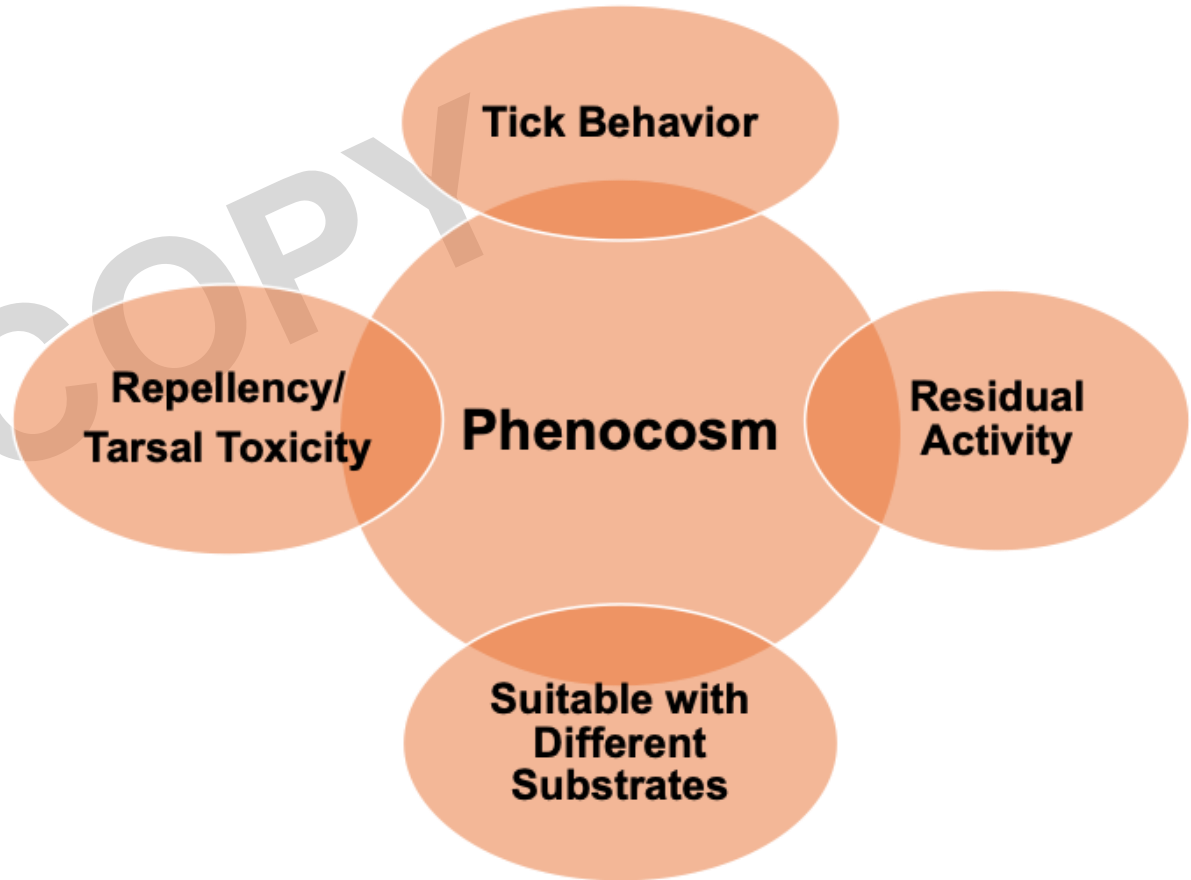 Tick Behavior
COPY
Repellency/
Tarsal Toxicity
Phenocosm
Residual
Activity
Suitable with
Different
Substrates